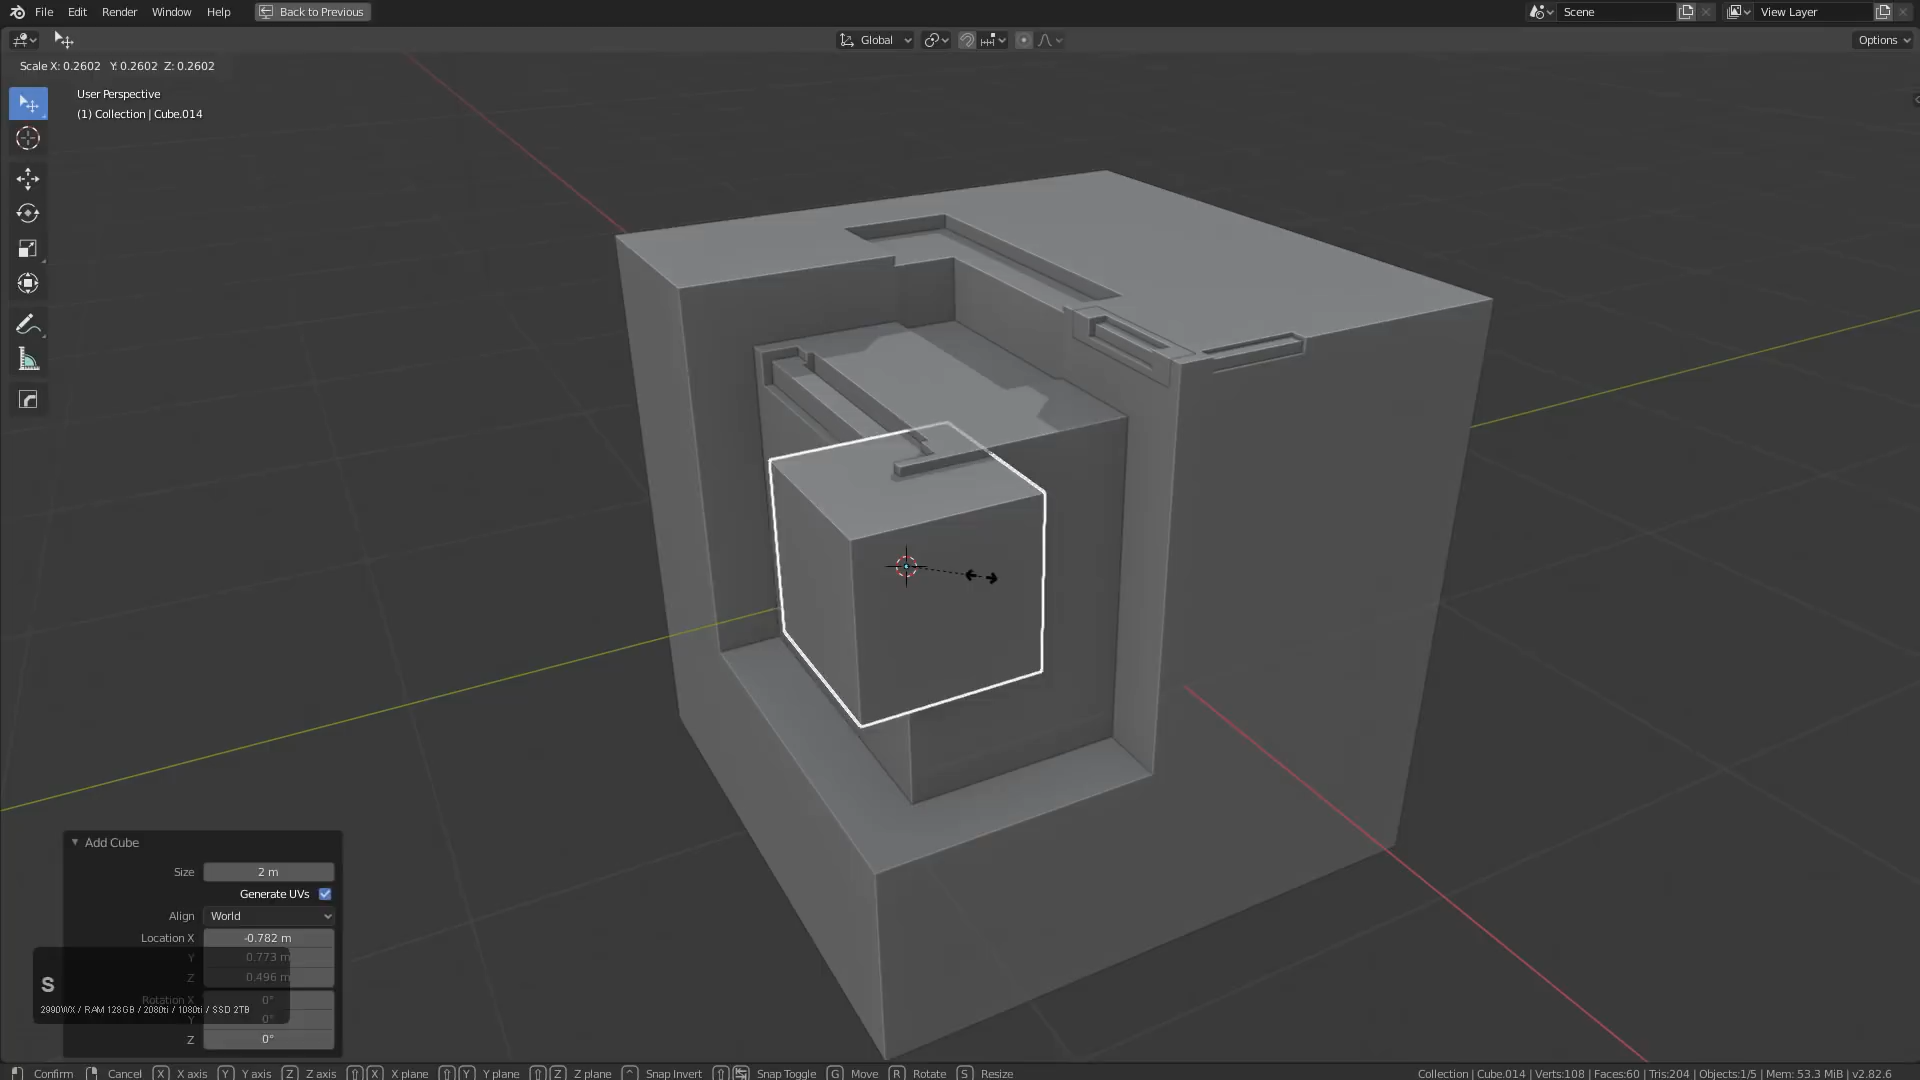 File Edit Render Window Help Back to Previous Scene View Layer
Global Options
Scale X: 0.2602 Y: 0.2602 Z: 0.2602
User Perspective
(1) Collection | Cube.014
Add Cube
Size 2 m
Generate UVs
Align World
Location X -0.782 m
Y 0.773 m
Z 0.496 m
S
Rotation X 0°
2990WX / RAM 128GB / 2080ti / 1080ti / SSD 2TB
Y 0°
Z 0°
Confirm Cancel X X axis Y Y axis Z Z axis X X plane Y Y plane Z Z plane Snap Invert Snap Toggle G Move R Rotate S Resize Collection | Cube.014 | Verts:108 | Faces:60 | Tris:204 | Objects:1/5 | Mem: 53.3 MiB | v2.82.6